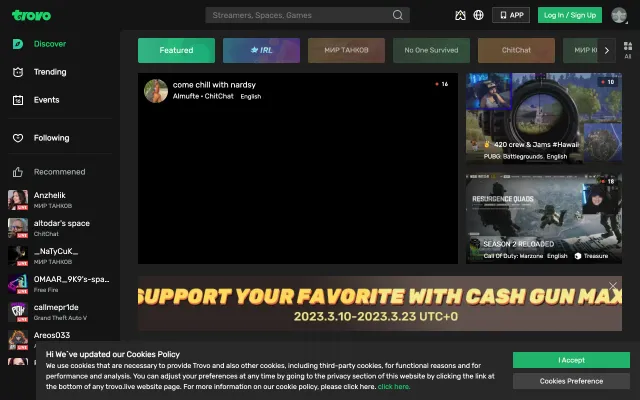 trovo
Streamers, Spaces, Games
APP
Log In / Sign Up
Discover
Trending
Events
Following
Recommened
Anzhelik
МИР ТАНКОВ
LIVE
altodar's space
ChitChat
LIVE
_NaTyCuK_
МИР ТАНКОВ
LIVE
OMAAR_9K9's-spa...
Free Fire
LIVE
callmepr1de
Grand Theft Auto V
LIVE
Areos033
LIVE
Featured
IRL
МИР ТАНКОВ
No One Survived
ChitChat
All
come chill with nardsy
Almufte • ChitChat English
16
10
420 crew & Jams #Hawaii
PUBG: Battlegrounds English
18
RESURGENCE QUADS
SEASON 2 RELOADED
Call Of Duty: Warzone English Treasure
SUPPORT YOUR FAVORITE WITH CASH GUN MAX
2023.3.10-2023.3.23 UTC+0
Hi We`ve updated our Cookies Policy
We use cookies that are necessary to provide Trovo and also other cookies, including third-party cookies, for functional reasons and for
performance and analysis. You can adjust your preferences at any time by going to the privacy section of this website by clicking the link at
the bottom of any trovo.live website page. For more information on our cookie policy, please click here. click here.
I Accept
Cookies Preference